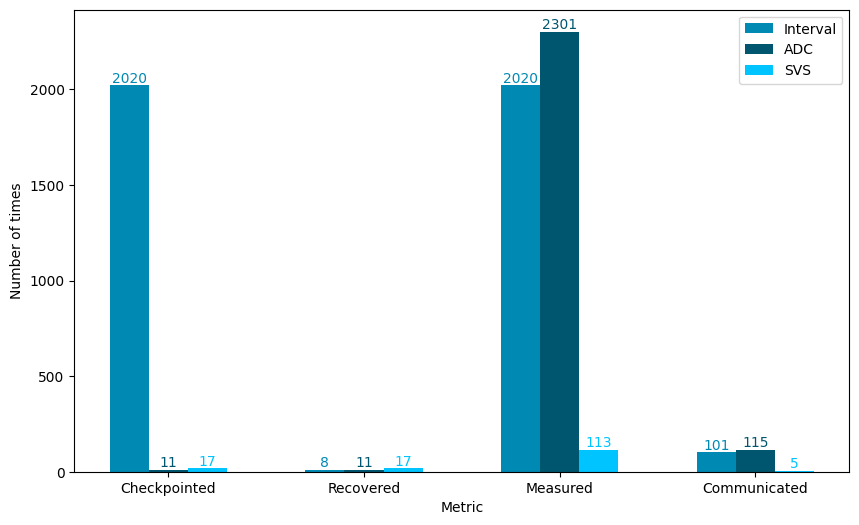 Interval
ADC
SVS
Number of times
2000
1500
1000
500
0
2020
11
17
8
11
17
2020
2301
113
101
115
5
Checkpointed
Recovered
Measured
Communicated
Metric